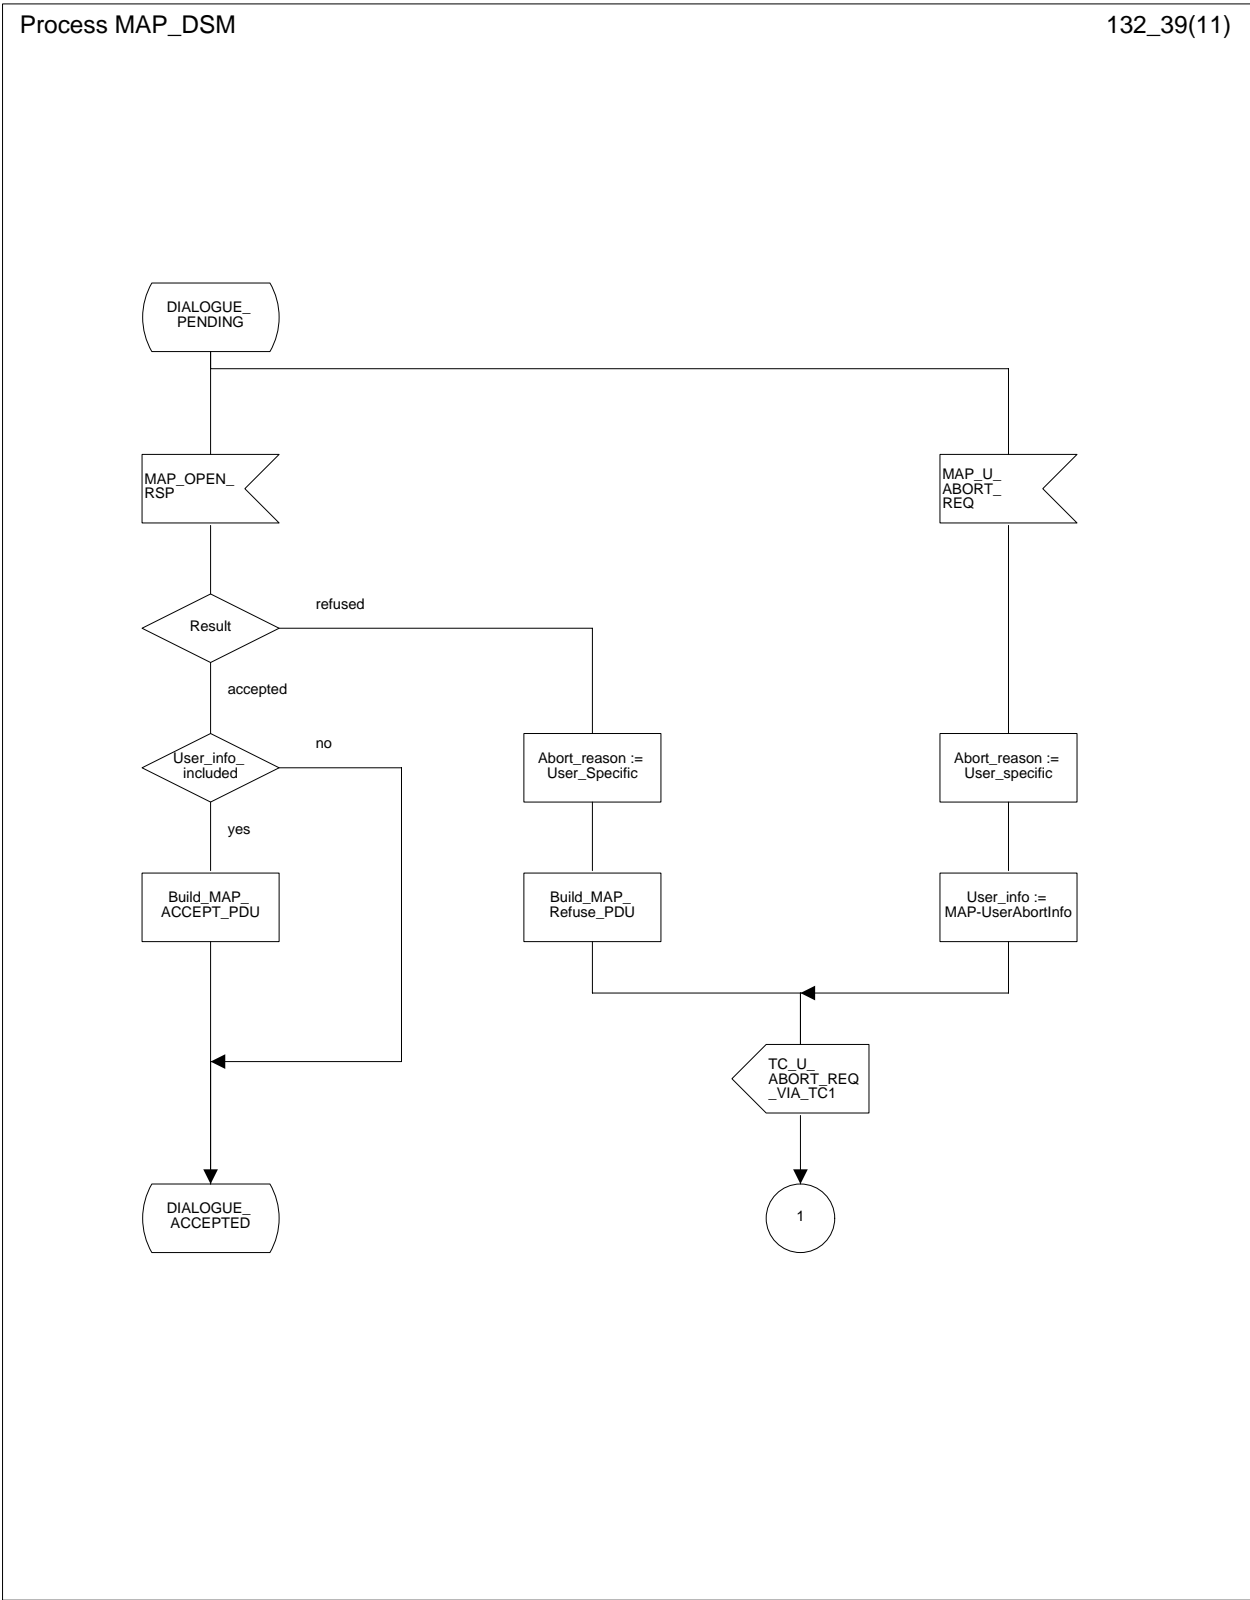 Process MAP_DSM
132_39(11)
DIALOGUE_
PENDING
MAP_OPEN_
RSP
MAP_U_
ABORT_
REQ
Result
refused
accepted
User_info_
included
no
yes
Abort_reason :=
User_Specific
Abort_reason :=
User_specific
Build_MAP_
ACCEPT_PDU
Build_MAP_
Refuse_PDU
User_info :=
MAP-UserAbortInfo
TC_U_
ABORT_REQ
_VIA_TC1
DIALOGUE_
ACCEPTED
1